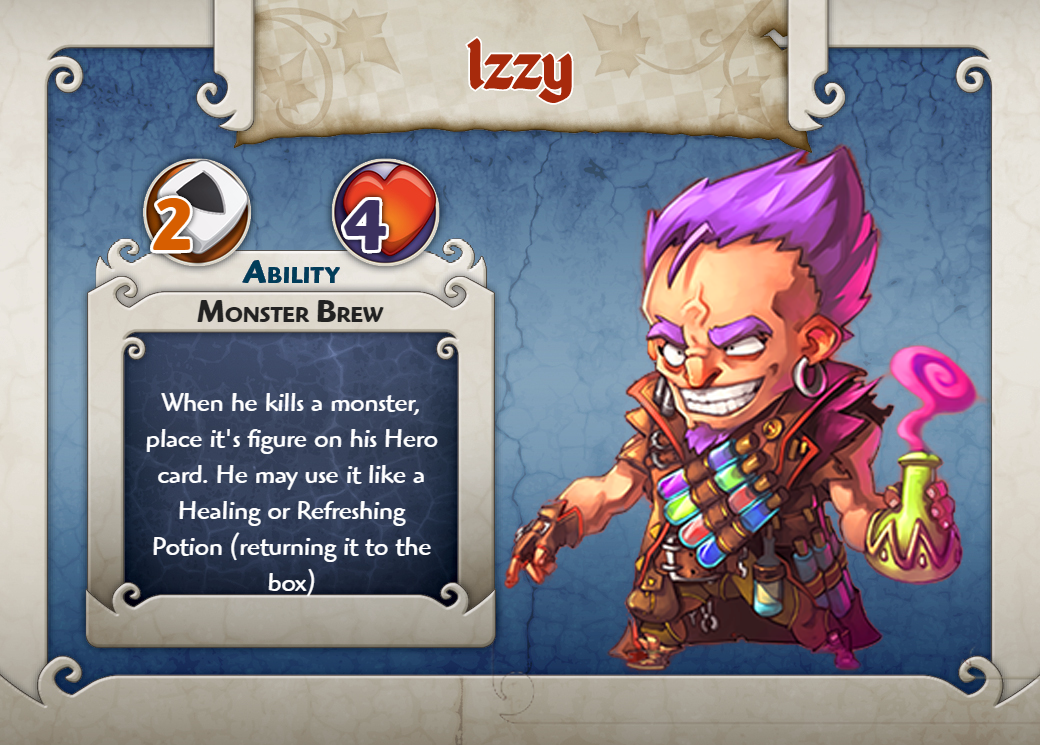 Izzy
2
4
Ability
Monster Brew
When he kills a monster,
place it's figure on his Hero
card. He may use it like a
Healing or Refreshing
Potion (returning it to the
box)